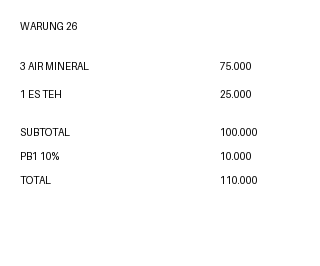 WARUNG 26
3 AIR MINERAL 75.000
1 ES TEH 25.000
SUBTOTAL 100.000
PB1 10% 10.000
TOTAL 110.000